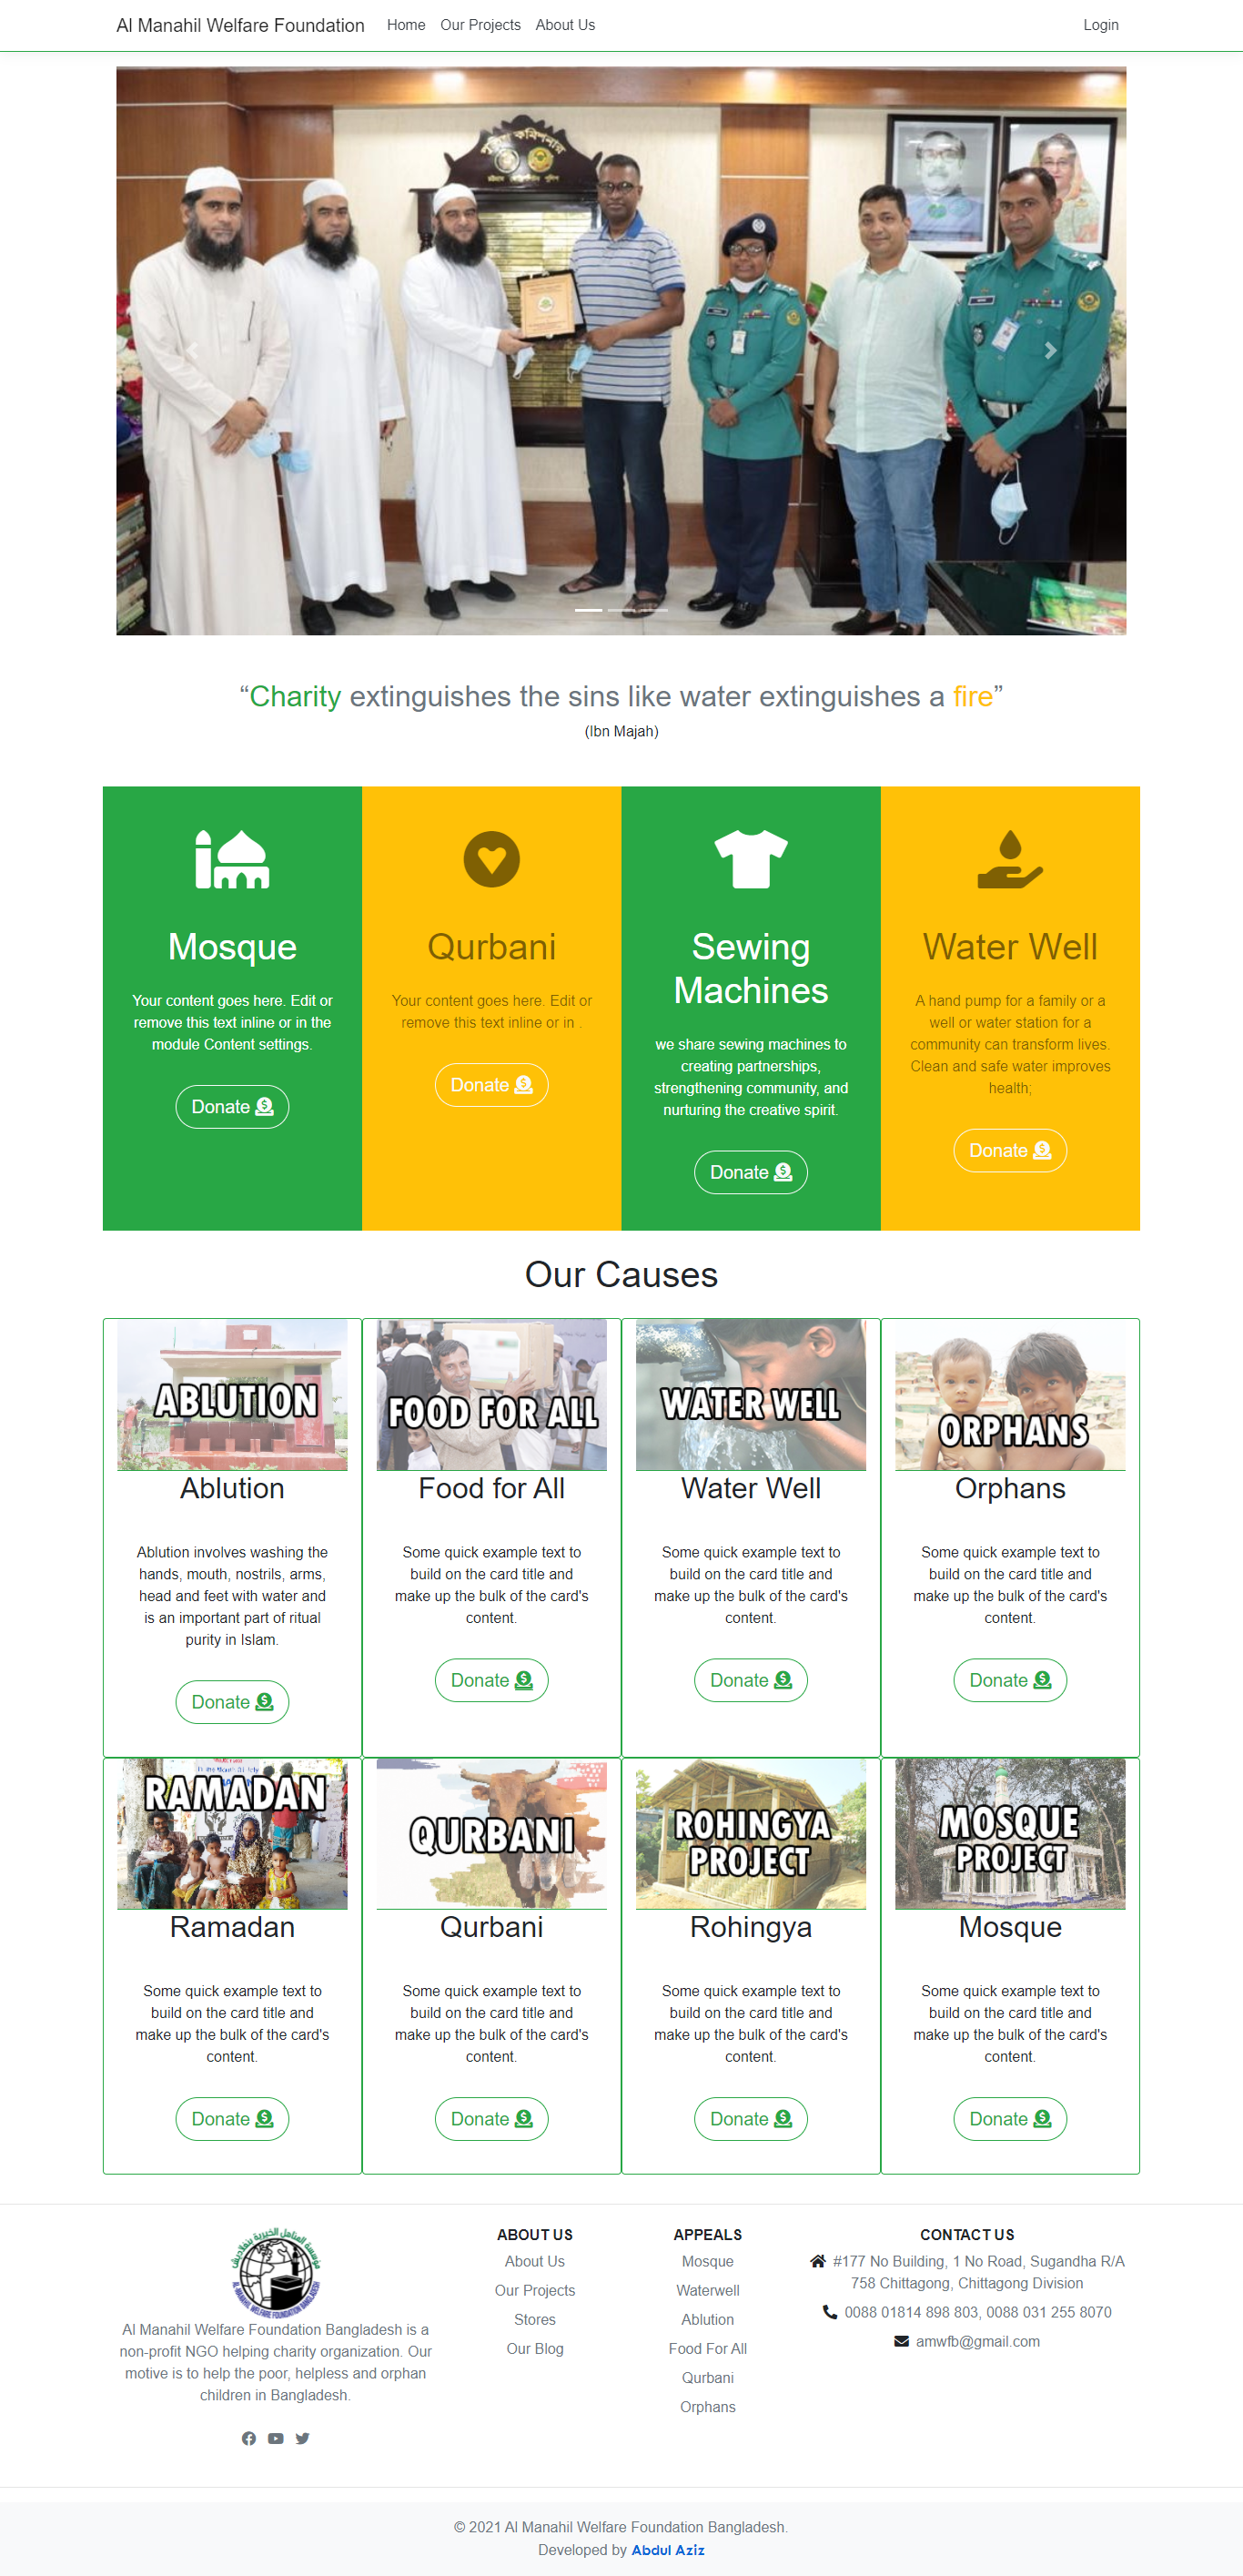 Al Manahil Welfare Foundation Home Our Projects About Us Login
পুলিশ কমিশনার
“Charity extinguishes the sins like water extinguishes a fire”
(Ibn Majah)
Mosque
Your content goes here. Edit or
remove this text inline or in the
module Content settings.
Donate
Qurbani
Your content goes here. Edit or
remove this text inline or in .
Donate
Sewing
Machines
we share sewing machines to
creating partnerships,
strengthening community, and
nurturing the creative spirit.
Donate
Water Well
A hand pump for a family or a
well or water station for a
community can transform lives.
Clean and safe water improves
health;
Donate
Our Causes
ABLUTION
Ablution
Ablution involves washing the
hands, mouth, nostrils, arms,
head and feet with water and
is an important part of ritual
purity in Islam.
Donate
FOOD FOR ALL
Food for All
Some quick example text to
build on the card title and
make up the bulk of the card's
content.
Donate
WATER WELL
Water Well
Some quick example text to
build on the card title and
make up the bulk of the card's
content.
Donate
ORPHANS
Orphans
Some quick example text to
build on the card title and
make up the bulk of the card's
content.
Donate
RAMADAN
Ramadan
Some quick example text to
build on the card title and
make up the bulk of the card's
content.
Donate
QURBANI
Qurbani
Some quick example text to
build on the card title and
make up the bulk of the card's
content.
Donate
ROHINGYA
PROJECT
Rohingya
Some quick example text to
build on the card title and
make up the bulk of the card's
content.
Donate
MOSQUE
PROJECT
Mosque
Some quick example text to
build on the card title and
make up the bulk of the card's
content.
Donate
مؤسسة المناهل الخيرية بنغلاديش
AL MANAHIL WELFARE FOUNDATION BANGLADESH
Al Manahil Welfare Foundation Bangladesh is a
non-profit NGO helping charity organization. Our
motive is to help the poor, helpless and orphan
children in Bangladesh.
ABOUT US
About Us
Our Projects
Stores
Our Blog
APPEALS
Mosque
Waterwell
Ablution
Food For All
Qurbani
Orphans
CONTACT US
#177 No Building, 1 No Road, Sugandha R/A
758 Chittagong, Chittagong Division
0088 01814 898 803, 0088 031 255 8070
amwfb@gmail.com
© 2021 Al Manahil Welfare Foundation Bangladesh.
Developed by Abdul Aziz